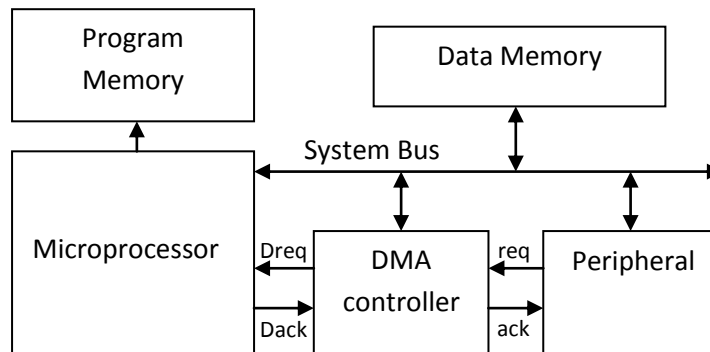 Program
Memory
Data Memory
System Bus
Microprocessor
Dreq
DMA
controller
req
Peripheral
Dack
ack